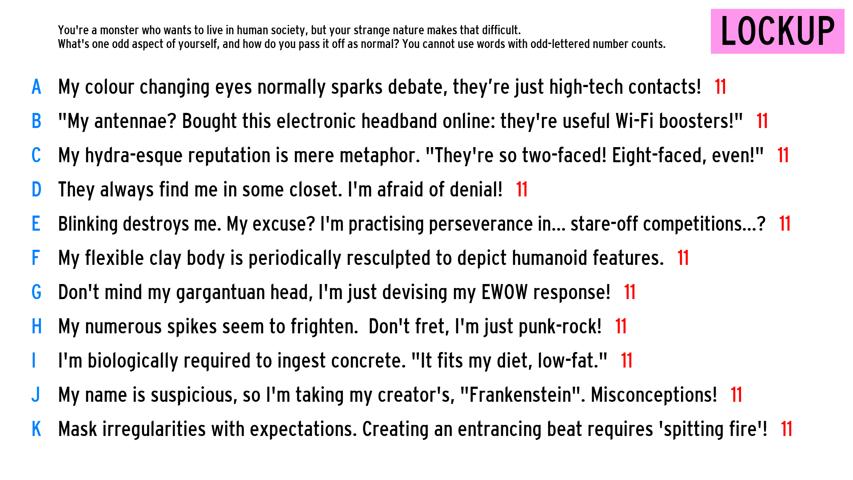 You're a monster who wants to live in human society, but your strange nature makes that difficult.
What's one odd aspect of yourself, and how do you pass it off as normal? You cannot use words with odd-lettered number counts.
LOCKUP
A My colour changing eyes normally sparks debate, they're just high-tech contacts! 11
B "My antennae? Bought this electronic headband online: they're useful Wi-Fi boosters!" 11
C My hydra-esque reputation is mere metaphor. "They're so two-faced! Eight-faced, even!" 11
D They always find me in some closet. I'm afraid of denial! 11
E Blinking destroys me. My excuse? I'm practising perseverance in... stare-off competitions...? 11
F My flexible clay body is periodically resculpted to depict humanoid features. 11
G Don't mind my gargantuan head, I'm just devising my EWOW response! 11
H My numerous spikes seem to frighten.  Don't fret, I'm just punk-rock! 11
I I'm biologically required to ingest concrete. "It fits my diet, low-fat." 11
J My name is suspicious, so I'm taking my creator's, "Frankenstein". Misconceptions! 11
K Mask irregularities with expectations. Creating an entrancing beat requires 'spitting fire'! 11